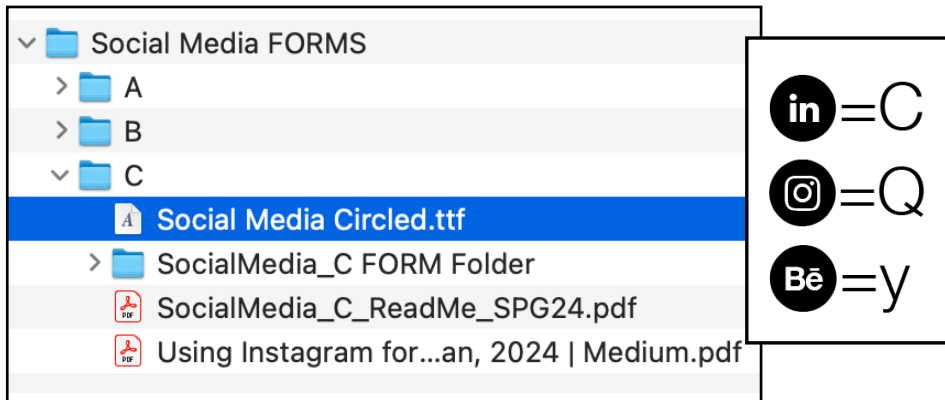 Social Media FORMS
A
B
C
Social Media Circled.ttf
SocialMedia_C FORM Folder
SocialMedia_C_ReadMe_SPG24.pdf
Using Instagram for...an, 2024 | Medium.pdf
in=C
=Q
Bē=y